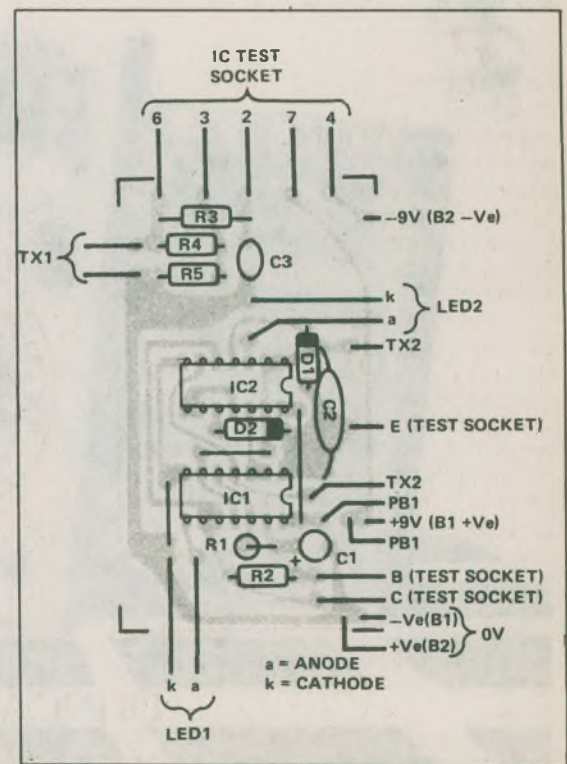 IC TEST
SOCKET
6 3 2 7 4
–9V (B2 –Ve)
R3
TX1
R4
R5
C3
k
a
LED2
TX2
D1
IC2
C2
D2
E (TEST SOCKET)
TX2
IC1
PB1
+9V (B1 +Ve)
PB1
R1
+
C1
R2
B (TEST SOCKET)
C (TEST SOCKET)
–Ve(B1)
0V
+Ve(B2)
a = ANODE
k = CATHODE
k a
LED1